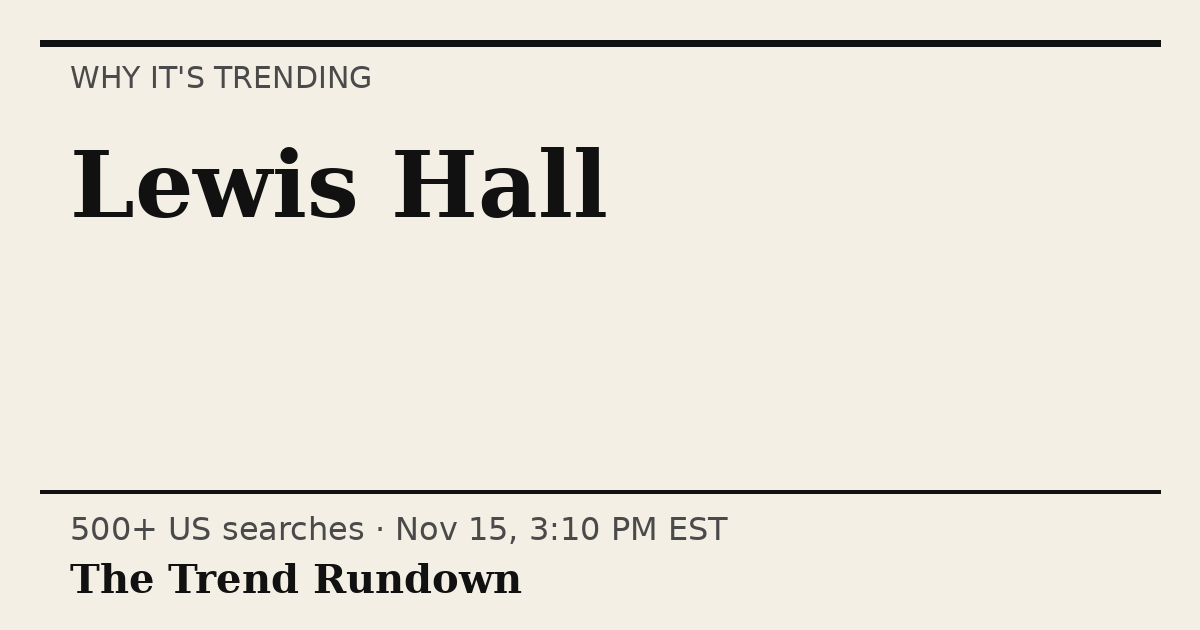 WHY IT'S TRENDING
Lewis Hall
500+ US searches · Nov 15, 3:10 PM EST
The Trend Rundown